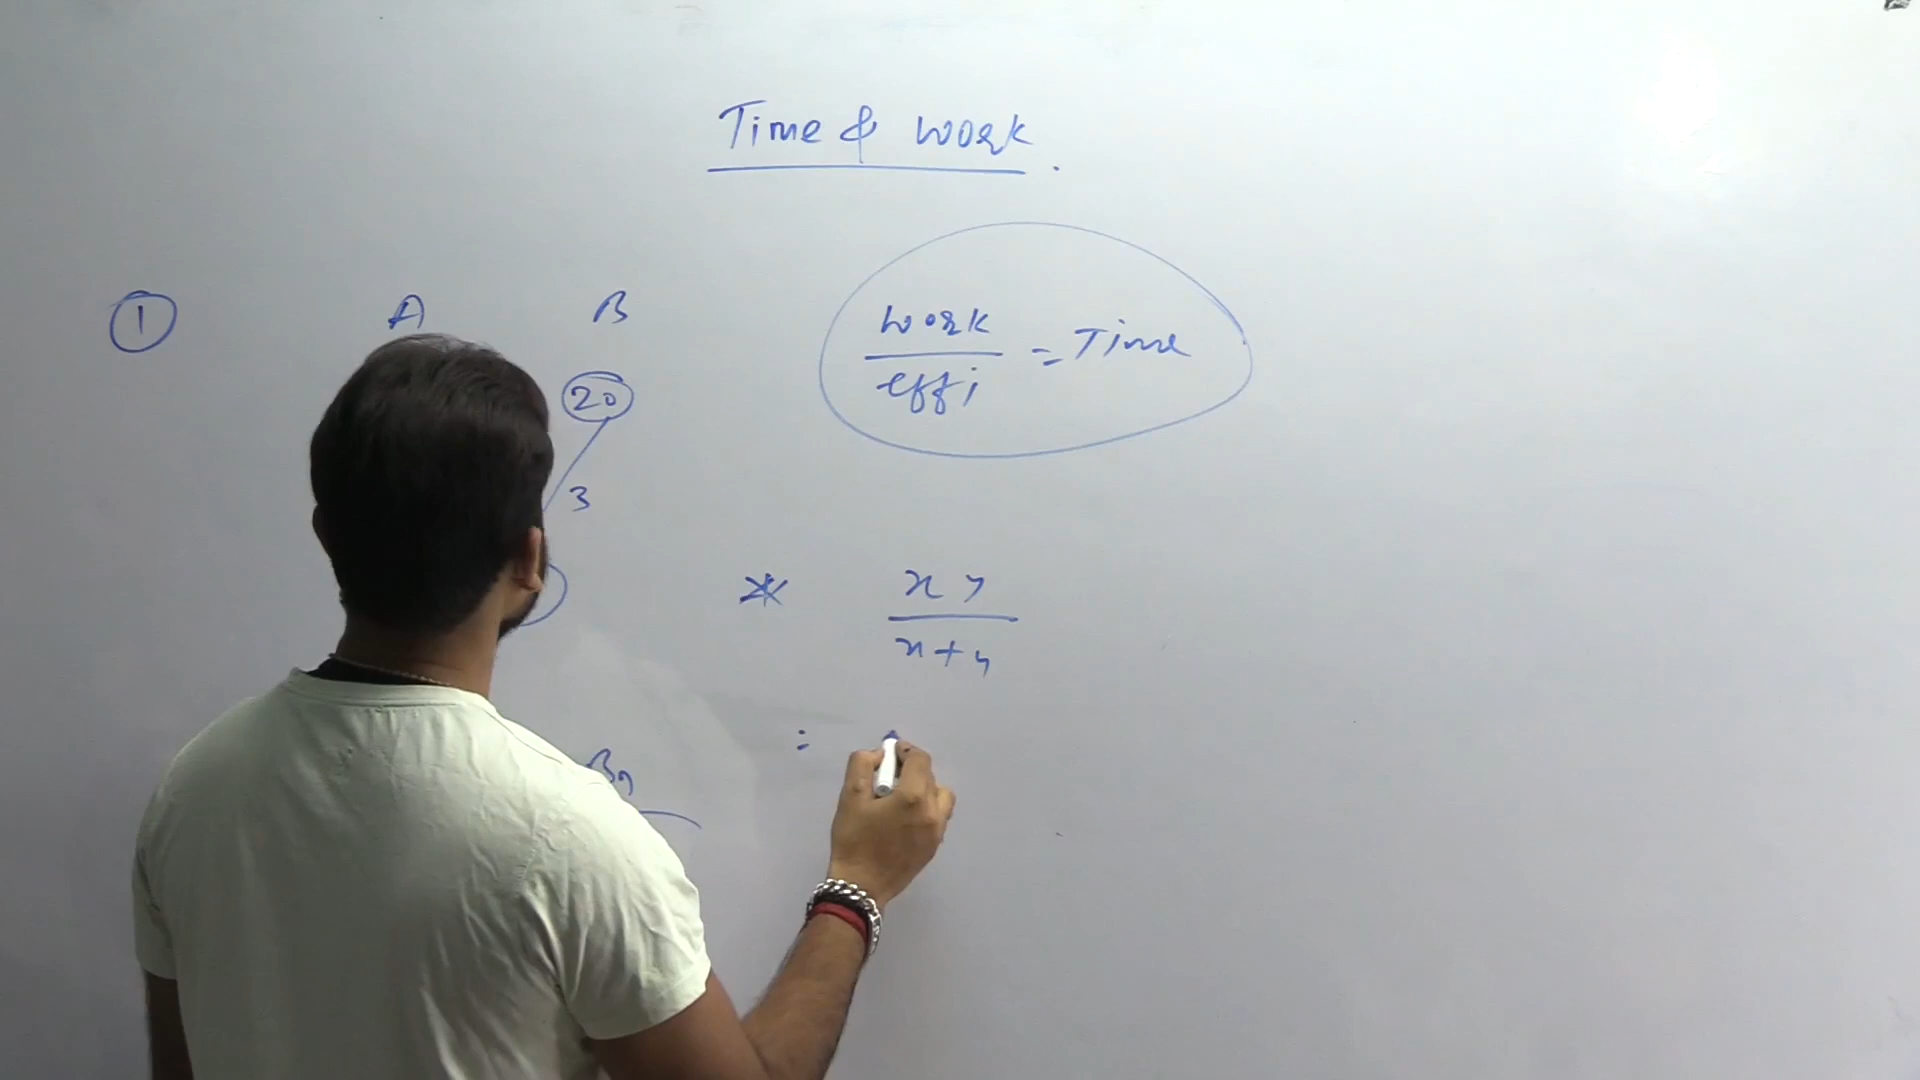 Time & work.
1 A B
work
effi = Time
20
3
* xy
x+y
=